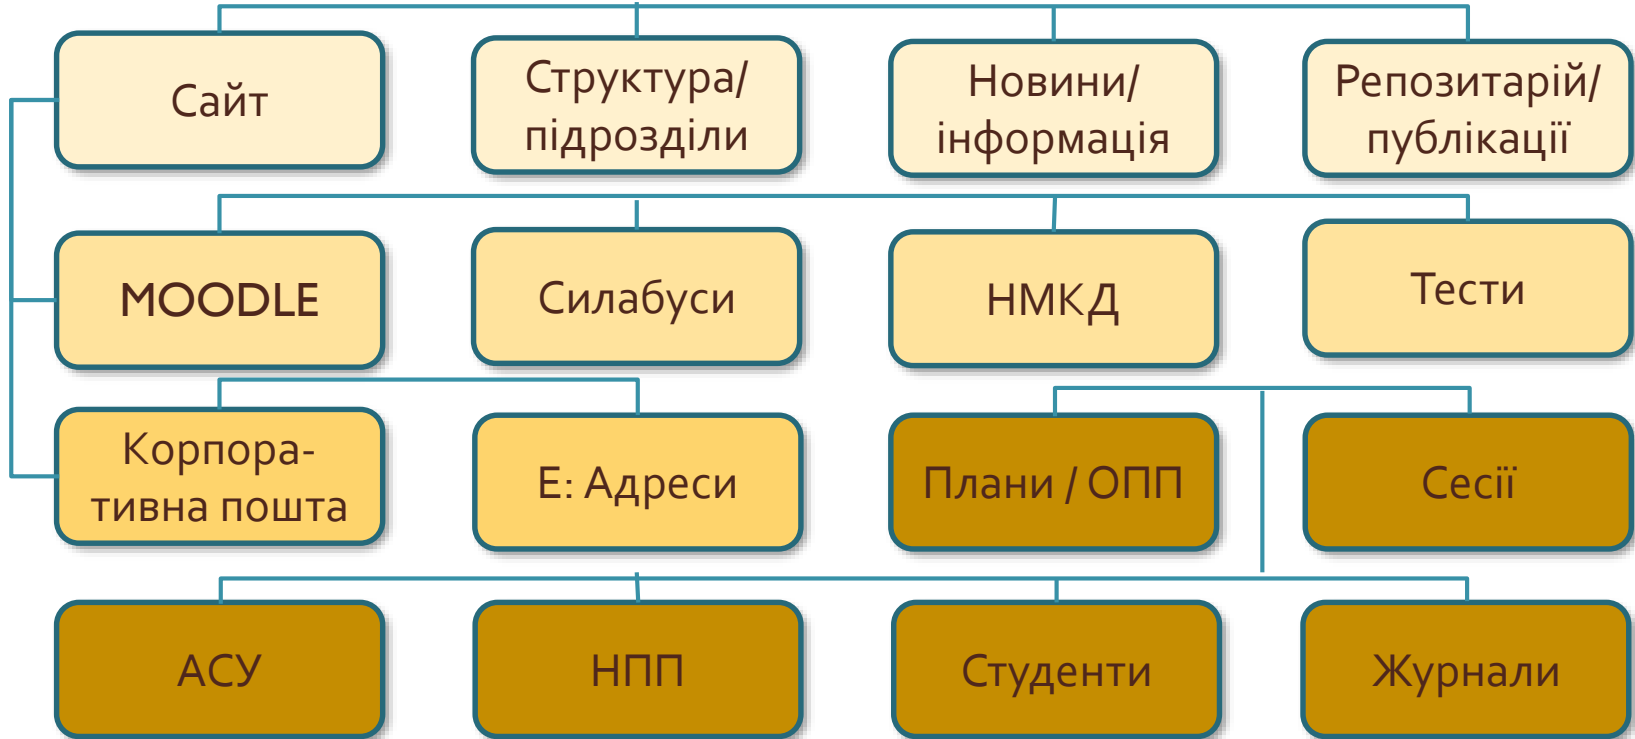 Сайт
Структура/
підрозділи
Новини/
інформація
Репозитарій/
публікації
MOODLE
Силабуси
НМКД
Тести
Корпора-
тивна пошта
Е: Адреси
Плани / ОПП
Сесії
АСУ
НПП
Студенти
Журнали